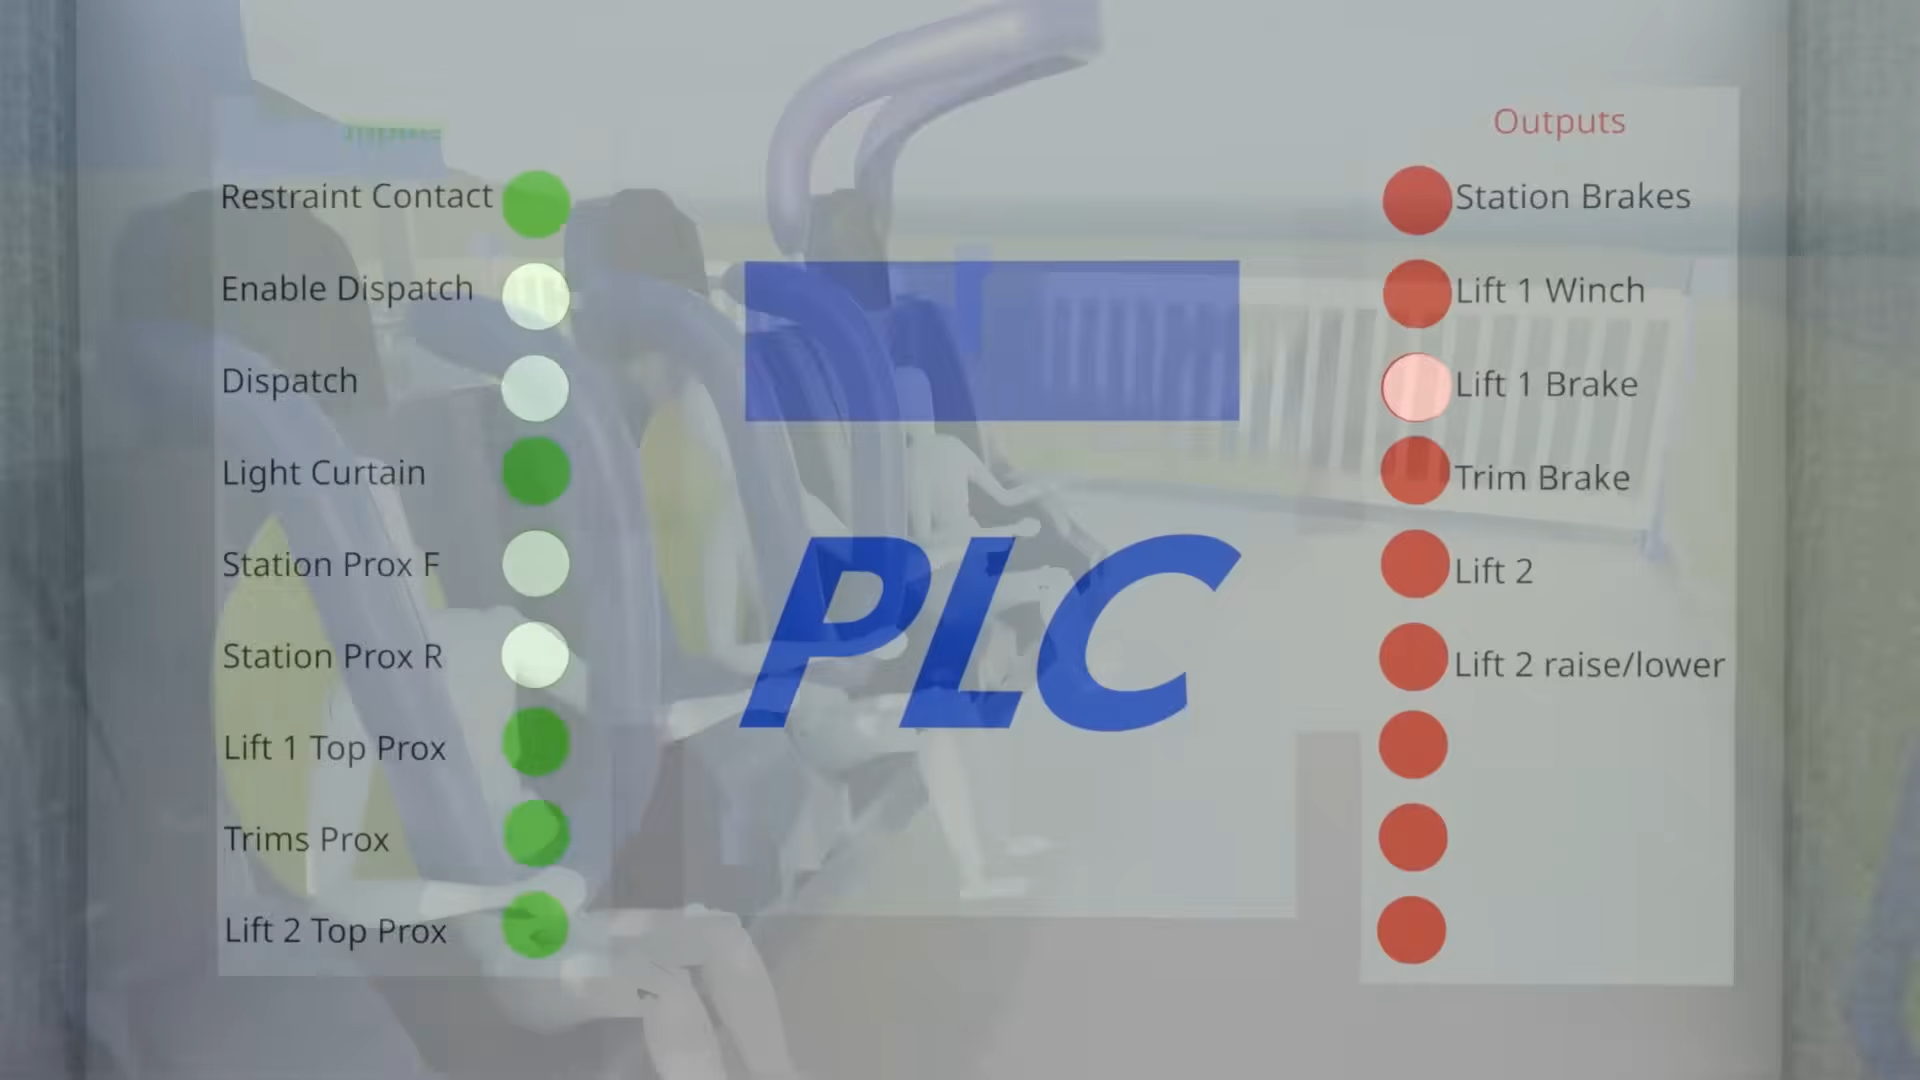 Inputs
Restraint Contact
Enable Dispatch
Dispatch
Light Curtain
Station Prox F
Station Prox R
Lift 1 Top Prox
Trims Prox
Lift 2 Top Prox
PLC
Outputs
Station Brakes
Lift 1 Winch
Lift 1 Brake
Trim Brake
Lift 2
Lift 2 raise/lower